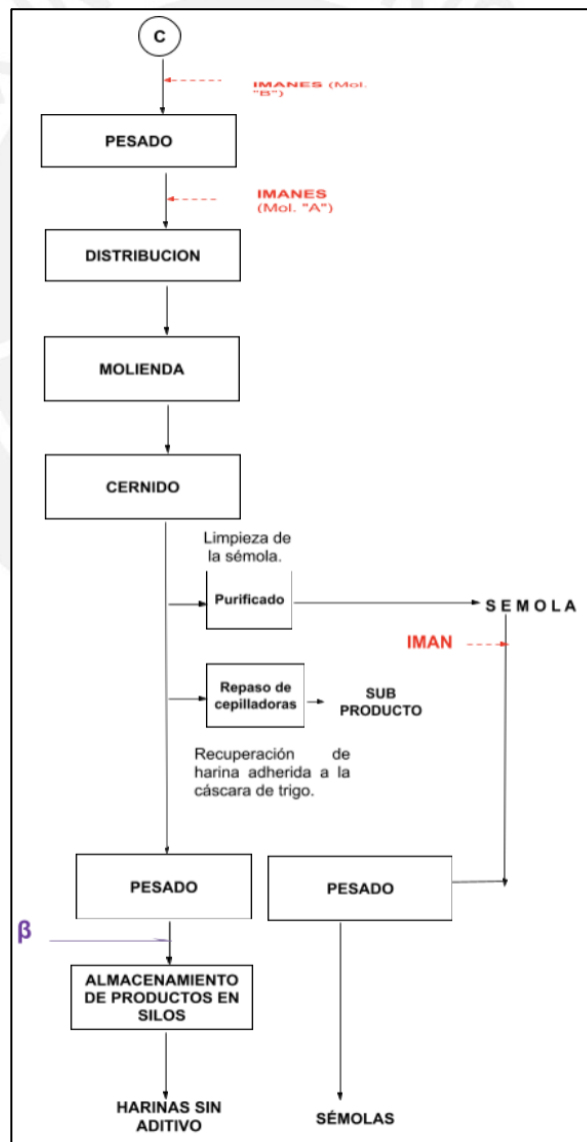 C
IMANES (Mol.
"B")
PESADO
IMANES
(Mol. "A")
DISTRIBUCION
MOLIENDA
CERNIDO
Limpieza de
la sémola.
Purificado
S E M O L A
IMAN
Repaso de
cepilladoras
SUB
PRODUCTO
Recuperación de
harina adherida a la
cáscara de trigo.
PESADO
PESADO
β
ALMACENAMIENTO
DE PRODUCTOS EN
SILOS
HARINAS SIN
ADITIVO
SÉMOLAS